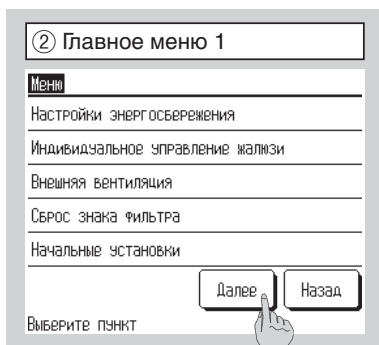 ② Главное меню 1
Меню
Настройки энергосбережения
Индивидуальное управление жалюзи
Внешняя вентиляция
Сброс знака фильтра
Начальные установки
Далее Назад
Выберите пункт